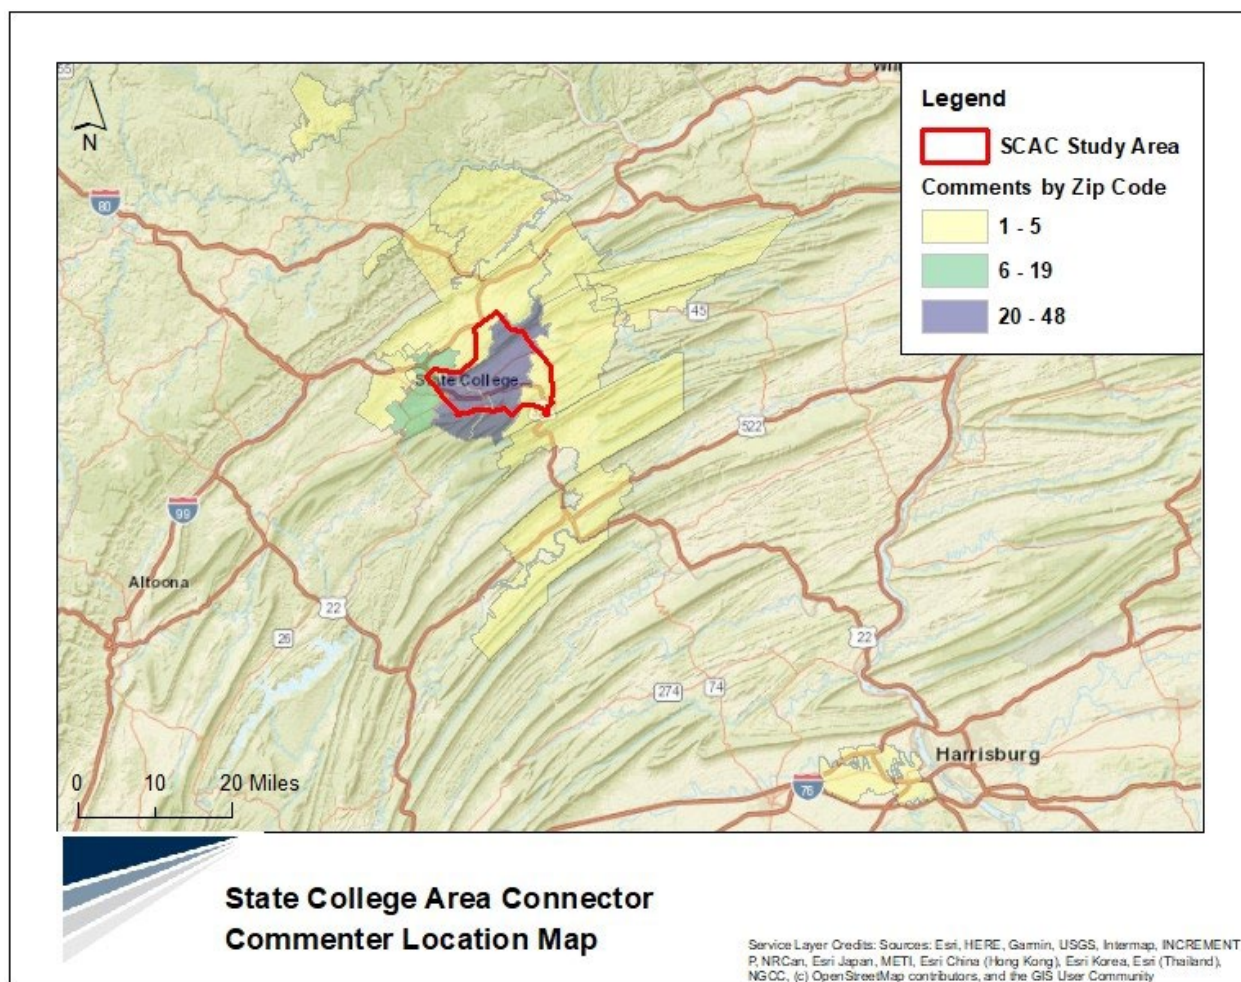 N
80
State College
45
522
99
Altoona
22
26
22
274
74
Harrisburg
76
0 10 20 Miles
Legend
SCAC Study Area
Comments by Zip Code
1 - 5
6 - 19
20 - 48
State College Area Connector
Commenter Location Map
Service Layer Credits: Sources: Esri, HERE, Garmin, USGS, Intermap, INCREMENT
P, NRCan, Esri Japan, METI, Esri China (Hong Kong), Esri Korea, Esri (Thailand),
NGCC, (c) OpenStreetMap contributors, and the GIS User Community